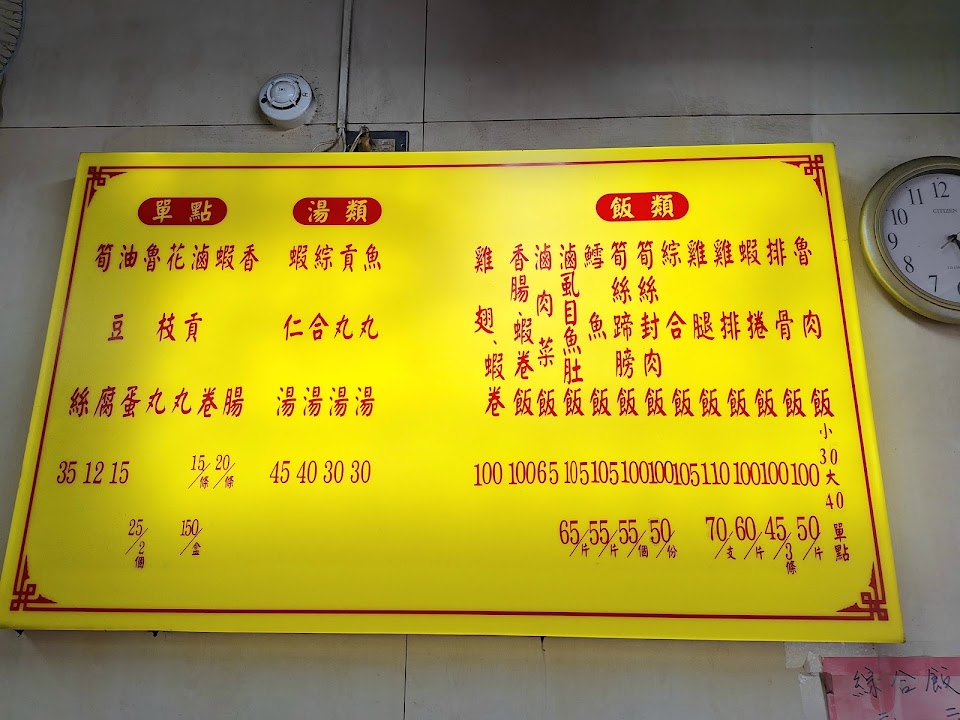 飯類
魯肉飯 小30 大40
排骨飯 100 50/片
蝦捲飯 100 45/3條
雞排飯 100 60/片
雞腿飯 110 70/支
綜合飯 105
筍絲封肉飯 100 50/份
筍絲蹄膀飯 100 55/個
鱈魚飯 105 55/片
滷虱目魚肚飯 105 65/片
滷肉菜飯 65
香腸、蝦卷飯 100
雞翅、蝦卷 100
單點
湯類
魚丸湯 30
貢丸湯 30
綜合湯 40
蝦仁湯 45
單點
香腸 20/條
蝦卷 15/條
滷貢丸 150/盒
花枝丸 25/2個
魯蛋 15
油豆腐 12
筍絲 35
CITIZEN
綜合飯